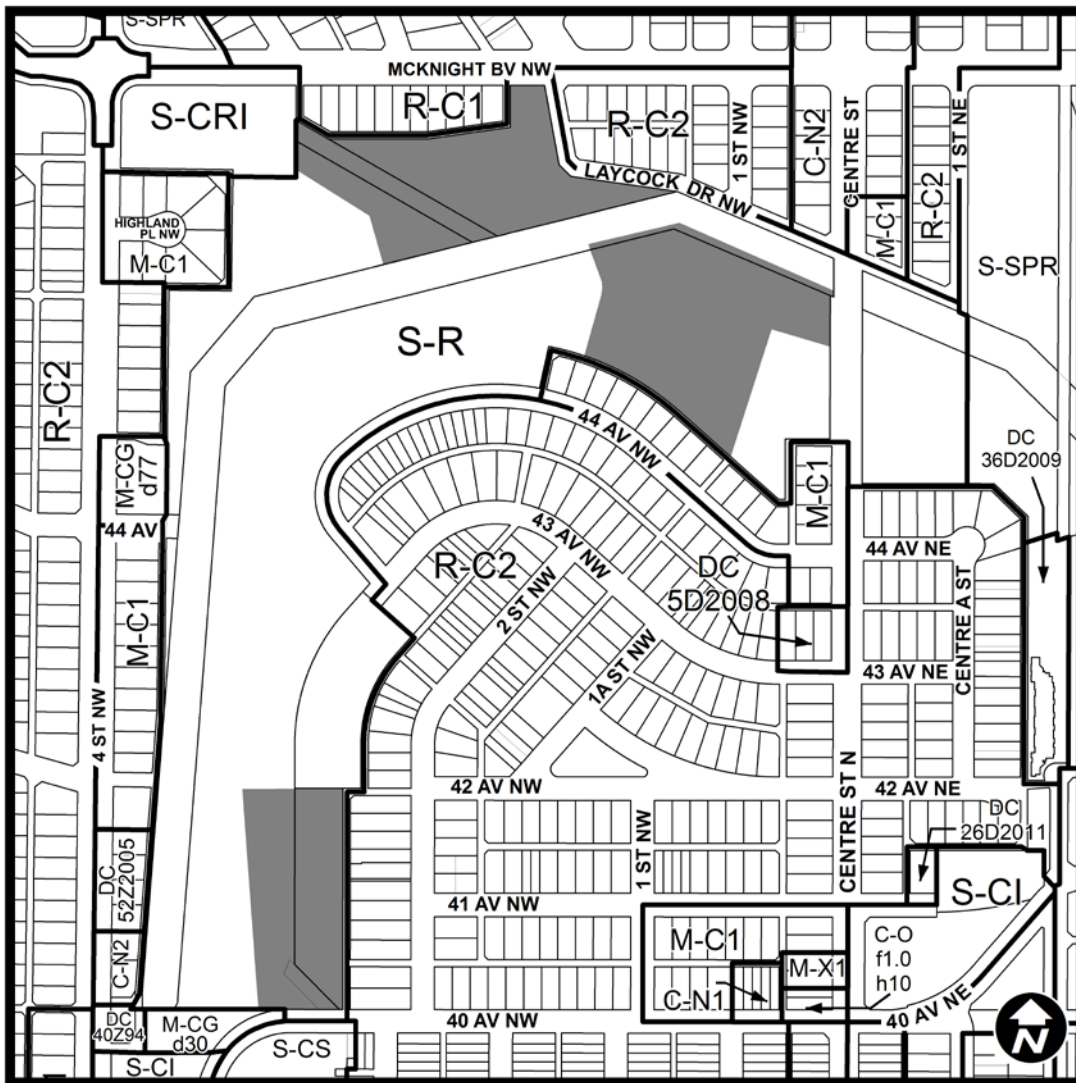 S-SPR
MCKNIGHT BV NW
S-CRI
R-C1
R-C2
1 ST NW
C-N2
CENTRE ST
1 ST NE
LAYCOCK DR NW
M-C1
R-C2
HIGHLAND
PL NW
M-C1
S-SPR
S-R
R-C2
44 AV NW
DC
36D2009
M-CG
d77
M-C1
44 AV
43 AV NW
44 AV NE
R-C2
2 ST NW
DC
5D2008
M-C1
1A ST NW
43 AV NE
CENTRE A ST
4 ST NW
42 AV NW
CENTRE ST N
42 AV NE
DC
26D2011
DC
52Z2005
1 ST NW
S-CI
41 AV NW
C-N2
M-C1
C-O
f1.0
h10
M-X1
C-N1
DC
40Z94
M-CG
d30
40 AV NW
40 AV NE
S-CS
S-CI
N